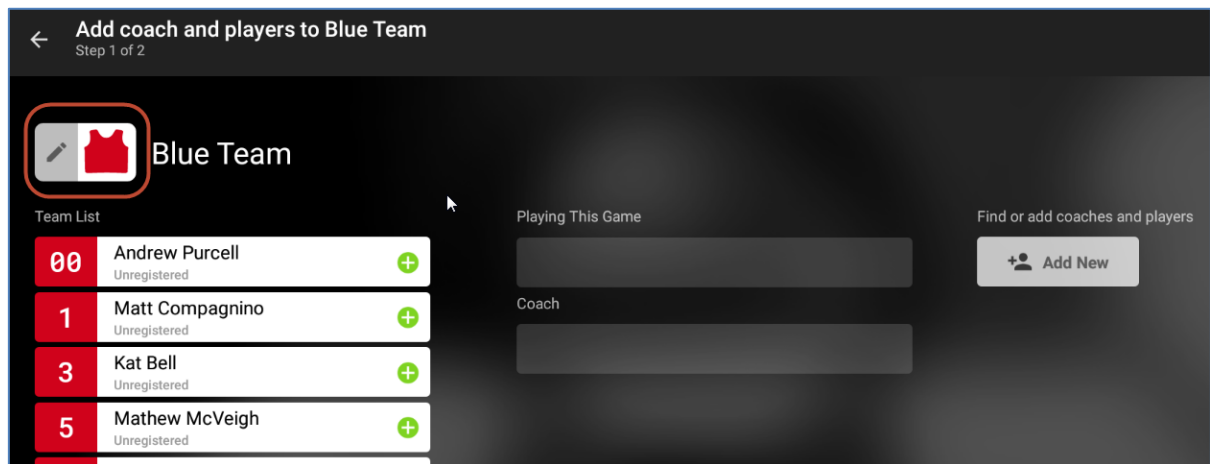 Add coach and players to Blue Team
Step 1 of 2
Blue Team
Team List
00
Andrew Purcell
Unregistered
1
Matt Compagnino
Unregistered
3
Kat Bell
Unregistered
5
Mathew McVeigh
Unregistered
Playing This Game
Coach
Find or add coaches and players
Add New